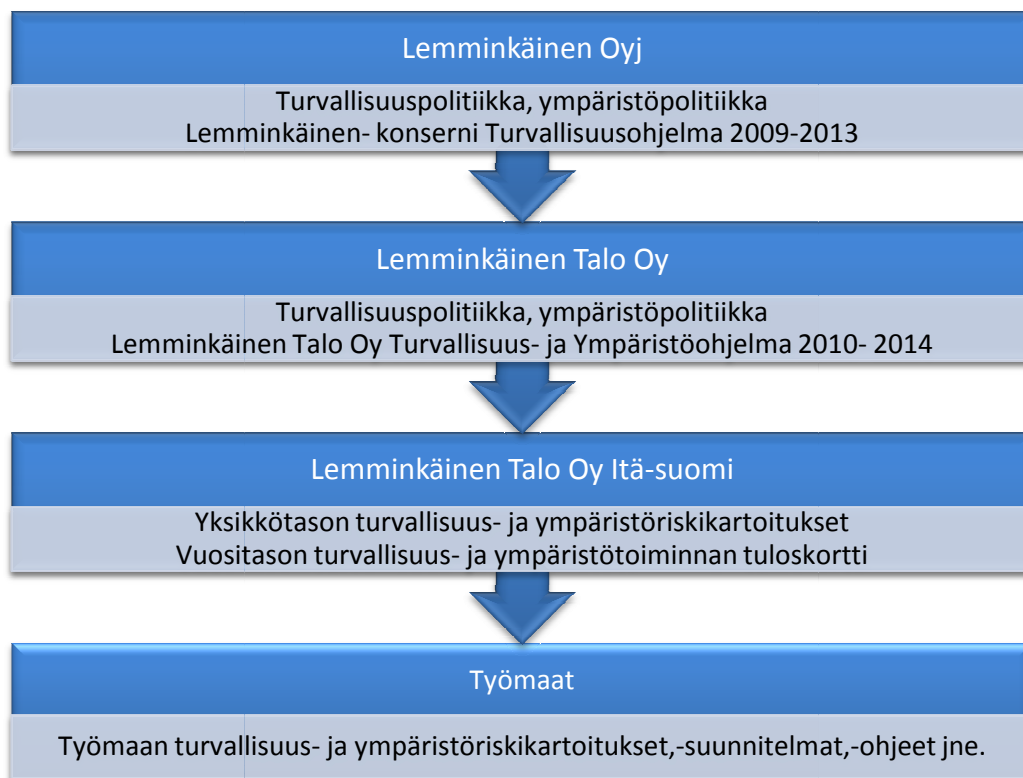 Lemminkäinen Oyj
Turvallisuuspolitiikka, ympäristöpolitiikka
Lemminkäinen- konserni Turvallisuusohjelma 2009-2013
Lemminkäinen Talo Oy
Turvallisuuspolitiikka, ympäristöpolitiikka
Lemminkäinen Talo Oy Turvallisuus- ja Ympäristöohjelma 2010- 2014
Lemminkäinen Talo Oy Itä-suomi
Yksikkötason turvallisuus- ja ympäristöriskikartoitukset
Vuositason turvallisuus- ja ympäristötoiminnan tuloskortti
Työmaat
Työmaan turvallisuus- ja ympäristöriskikartoitukset,-suunnitelmat,-ohjeet jne.